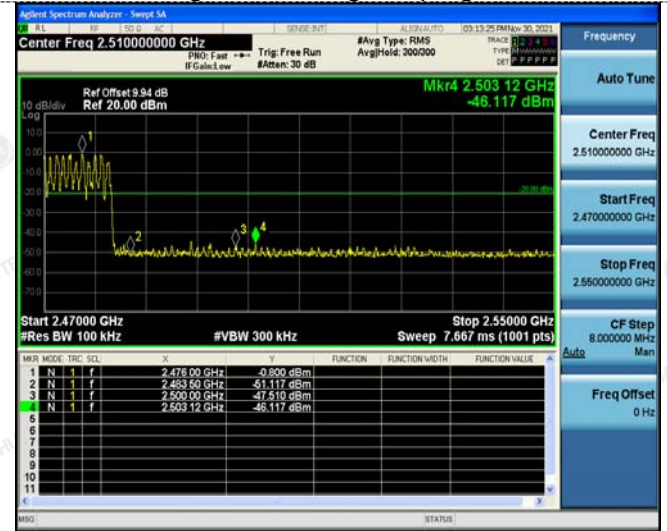 Agilent Spectrum Analyzer - Swept SA
RL RF 50 Ω AC SENSE:INT ALIGNAUTO 03:13:25 PM Nov 30, 2021
Center Freq 2.510000000 GHz
PNO: Fast Trig: Free Run
IFGain:Low #Atten: 30 dB
#Avg Type: RMS
Avg|Hold: 300/300
TRACE 1 2 3 4 5 6
TYPE M
DET P P P P P P
Mkr4 2.503 12 GHz
-46.117 dBm
Ref Offset 9.94 dB
10 dB/div Ref 20.00 dBm
Log
10.0
0.00
-10.0
-20.0
-30.0
-40.0
-50.0
-60.0
-70.0
1
2
3
4
-20.80 dBm
Start 2.47000 GHz Stop 2.55000 GHz
#Res BW 100 kHz #VBW 300 kHz Sweep 7.667 ms (1001 pts)
MKR MODE TRC SCL X Y FUNCTION FUNCTION WIDTH FUNCTION VALUE
1 N 1 f 2.476 00 GHz -0.800 dBm
2 N 1 f 2.483 50 GHz -51.117 dBm
3 N 1 f 2.500 00 GHz -47.510 dBm
4 N 1 f 2.503 12 GHz -46.117 dBm
5
6
7
8
9
10
11
MSG STATUS
Frequency
Auto Tune
Center Freq
2.510000000 GHz
Start Freq
2.470000000 GHz
Stop Freq
2.550000000 GHz
CF Step
8.000000 MHz
Auto Man
Freq Offset
0 Hz